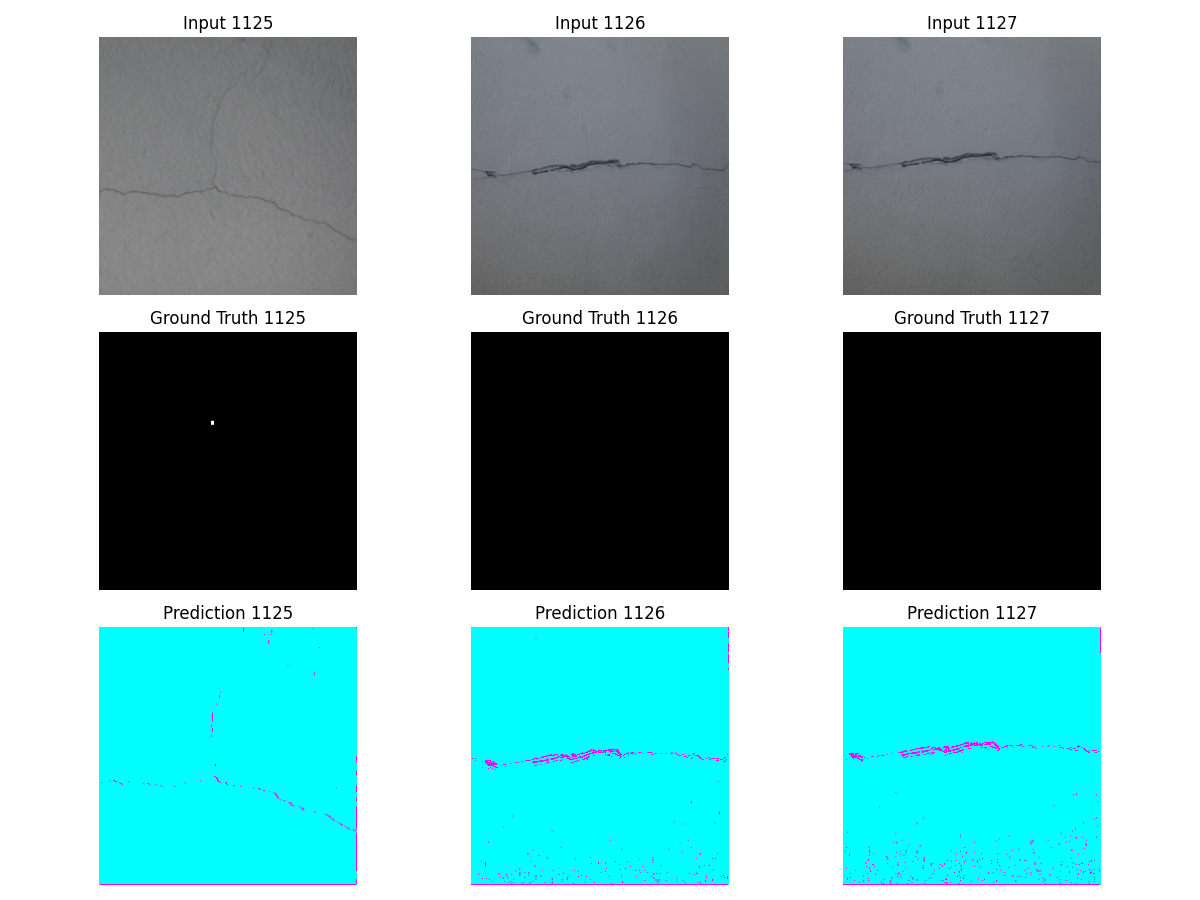 Input 1125
Input 1126
Input 1127
Ground Truth 1125
Ground Truth 1126
Ground Truth 1127
Prediction 1125
Prediction 1126
Prediction 1127